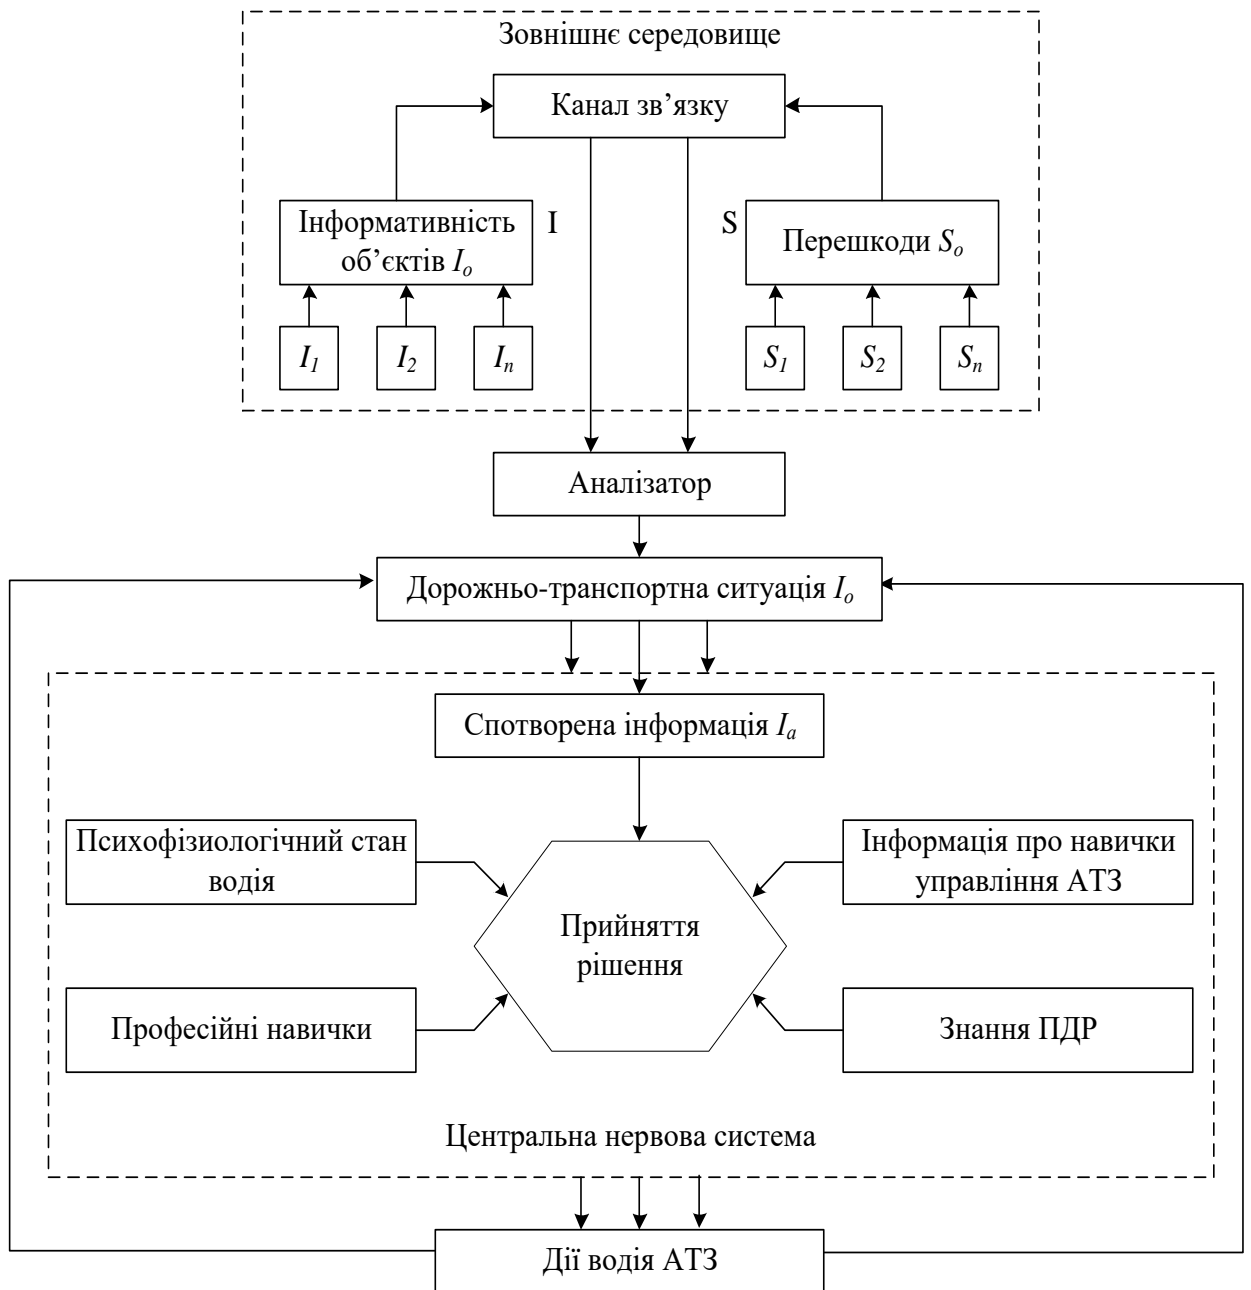 Зовнішнє середовище
Канал зв’язку
Інформативність
об’єктів Iₒ
I
S
Перешкоди Sₒ
I₁
I₂
Iₙ
S₁
S₂
Sₙ
Аналізатор
Дорожньо-транспортна ситуація Iₒ
Спотворена інформація Iₐ
Психофізиологічний стан
водія
Інформація про навички
управління АТЗ
Прийняття
рішення
Професійні навички
Знання ПДР
Центральна нервова система
Дії водія АТЗ